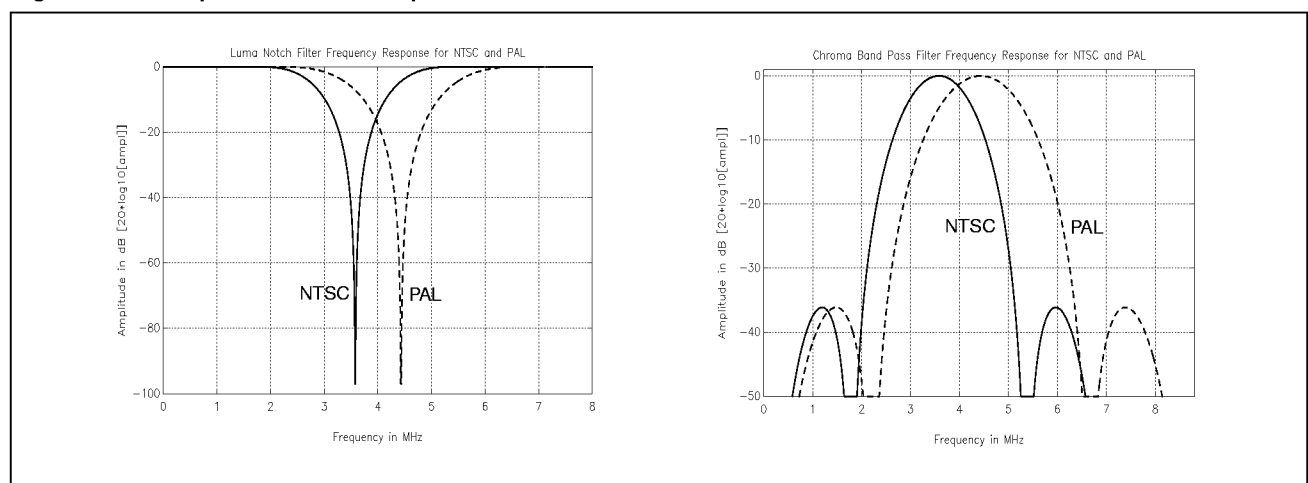 Luma Notch Filter Frequency Response for NTSC and PAL
Amplitude in dB [20*log10[ampl]]
0
-20
-40
-60
-80
-100
NTSC
PAL
0 1 2 3 4 5 6 7 8
Frequency in MHz
Chroma Band Pass Filter Frequency Response for NTSC and PAL
Amplitude in dB [20*log10[ampl]]
0
-10
-20
-30
-40
-50
NTSC
PAL
0 1 2 3 4 5 6 7 8
Frequency in MHz